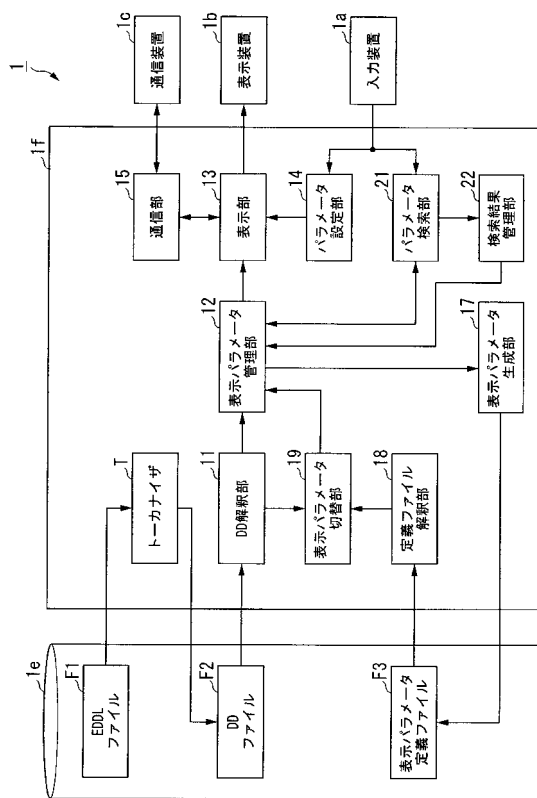 1
1e
F1
EDDL
ファイル
F2
DD
ファイル
F3
表示パラメータ
定義ファイル
1f
T
トーカナイザ
11
DD解釈部
19
表示パラメータ
切替部
18
定義ファイル
解釈部
12
表示パラメータ
管理部
17
表示パラメータ
生成部
15
通信部
13
表示部
14
パラメータ
設定部
21
パラメータ
検索部
22
検索結果
管理部
1c
通信装置
1b
表示装置
1a
入力装置